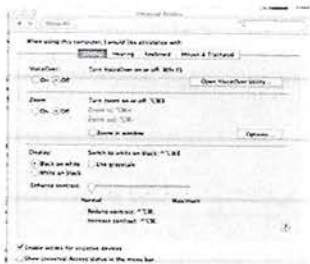 Universal Access
Show All
When using this computer, I would like assistance with:
Seeing Hearing Keyboard Mouse & Trackpad
VoiceOver: Turn VoiceOver on or off:
On Off Open VoiceOver Utility...
Zoom: Turn zoom on or off:
On Off Zoom in:
Zoom out:
Zoom in window Options...
Display: Switch to white on black:
Black on white Use grayscale
White on black
Enhance contrast:
Normal Maximum
Reduce contrast:
Increase contrast:
?
Enable access for assistive devices
Show Universal Access status in the menu bar